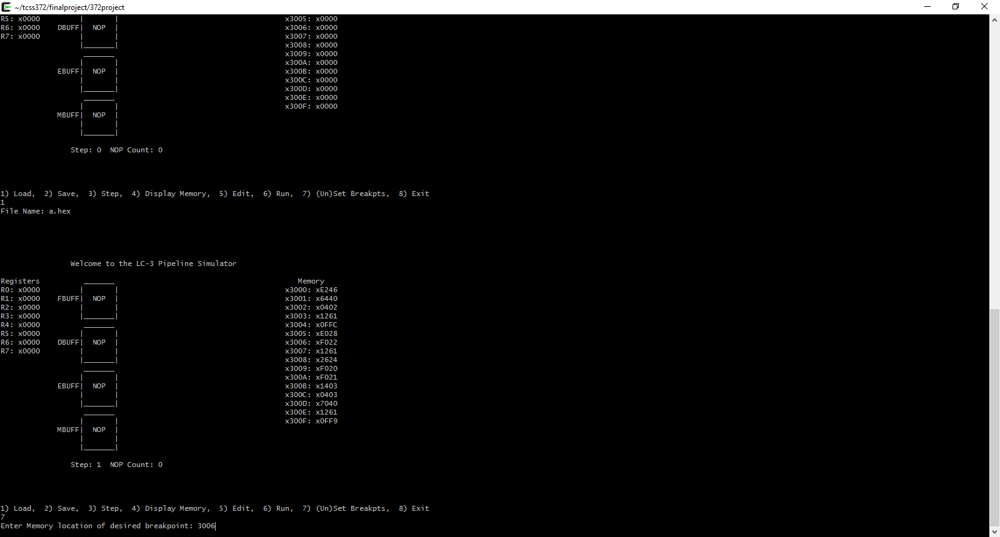 ~/tcss372/finalproject/372project
R5: x0000 | | x3005: x0000
R6: x0000 DBUFF| NOP | x3006: x0000
R7: x0000 | | x3007: x0000
|_______| x3008: x0000
_______ x3009: x0000
| | x300A: x0000
EBUFF| NOP | x300B: x0000
| | x300C: x0000
|_______| x300D: x0000
_______ x300E: x0000
| | x300F: x0000
MBUFF| NOP |
| |
|_______|
Step: 0 NOP Count: 0
1) Load, 2) Save, 3) Step, 4) Display Memory, 5) Edit, 6) Run, 7) (Un)Set Breakpts, 8) Exit
1
File Name: a.hex
Welcome to the LC-3 Pipeline Simulator
Registers _______ Memory
R0: x0000 | | x3000: xE246
R1: x0000 FBUFF| NOP | x3001: x6440
R2: x0000 | | x3002: x0402
R3: x0000 |_______| x3003: x1261
R4: x0000 _______ x3004: x0FFC
R5: x0000 | | x3005: xE028
R6: x0000 DBUFF| NOP | x3006: xF022
R7: x0000 | | x3007: x1261
|_______| x3008: x2624
_______ x3009: xF020
| | x300A: xF021
EBUFF| NOP | x300B: x1403
| | x300C: x0403
|_______| x300D: x7040
_______ x300E: x1261
| | x300F: x0FF9
MBUFF| NOP |
| |
|_______|
Step: 1 NOP Count: 0
1) Load, 2) Save, 3) Step, 4) Display Memory, 5) Edit, 6) Run, 7) (Un)Set Breakpts, 8) Exit
7
Enter Memory location of desired breakpoint: 3006